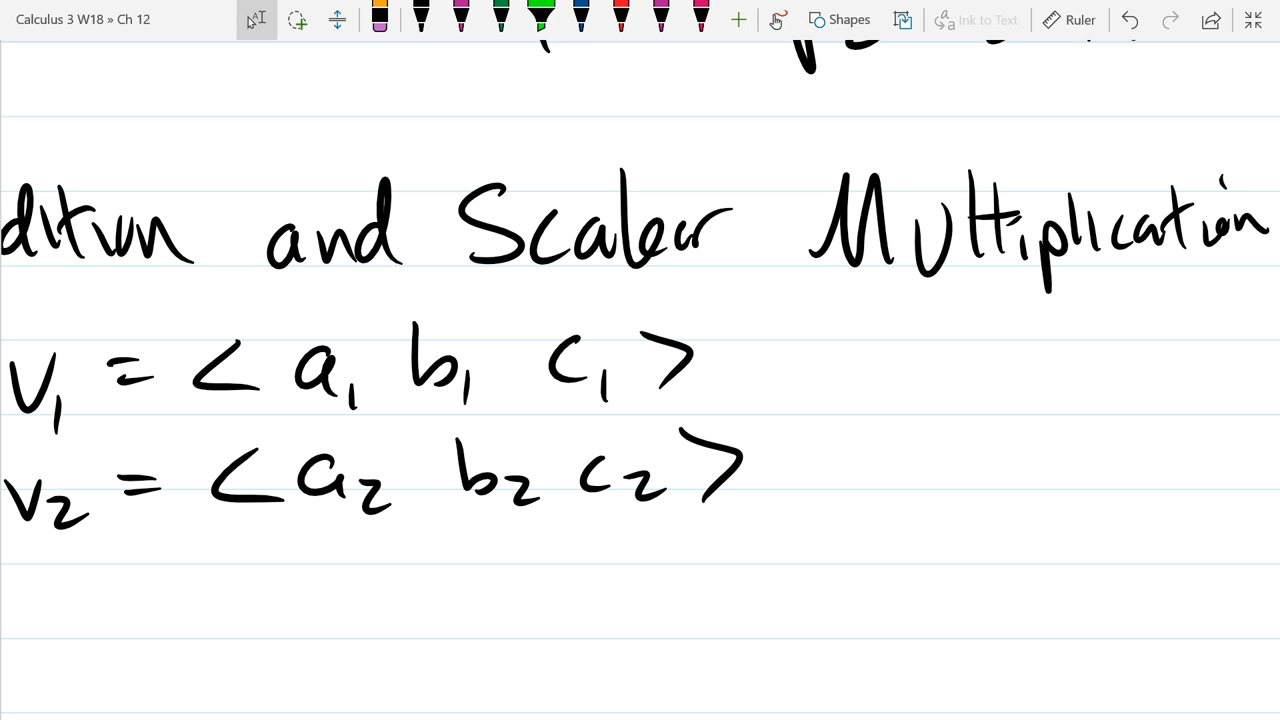 Calculus 3 W18 » Ch 12
Shapes
Ink to Text
Ruler
dition and Scaler Multiplication
V₁ = < a₁ b₁ c₁ >
V₂ = < a₂ b₂ c₂ >